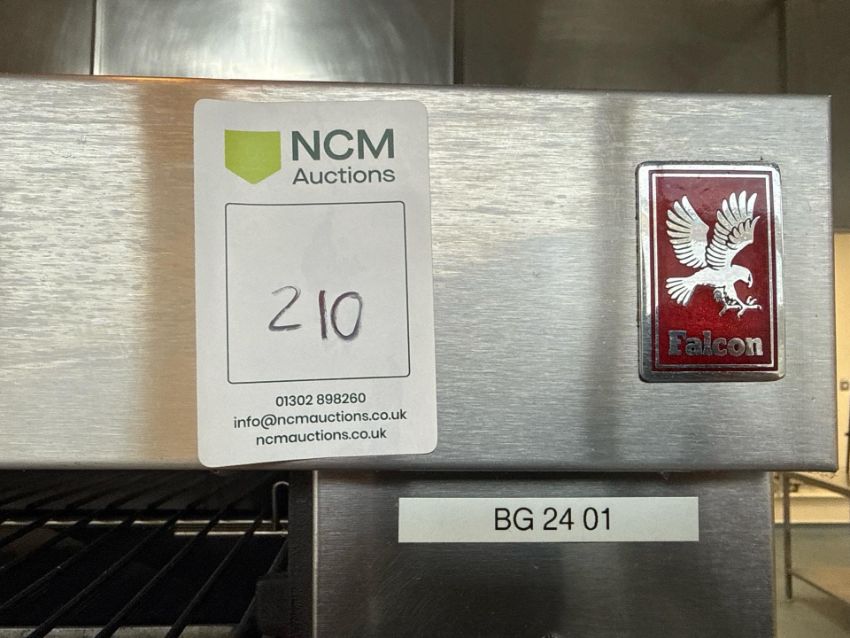 NCM
Auctions
210
01302 898260
info@ncmauctions.co.uk
ncmauctions.co.uk
Falcon
BG 24 01